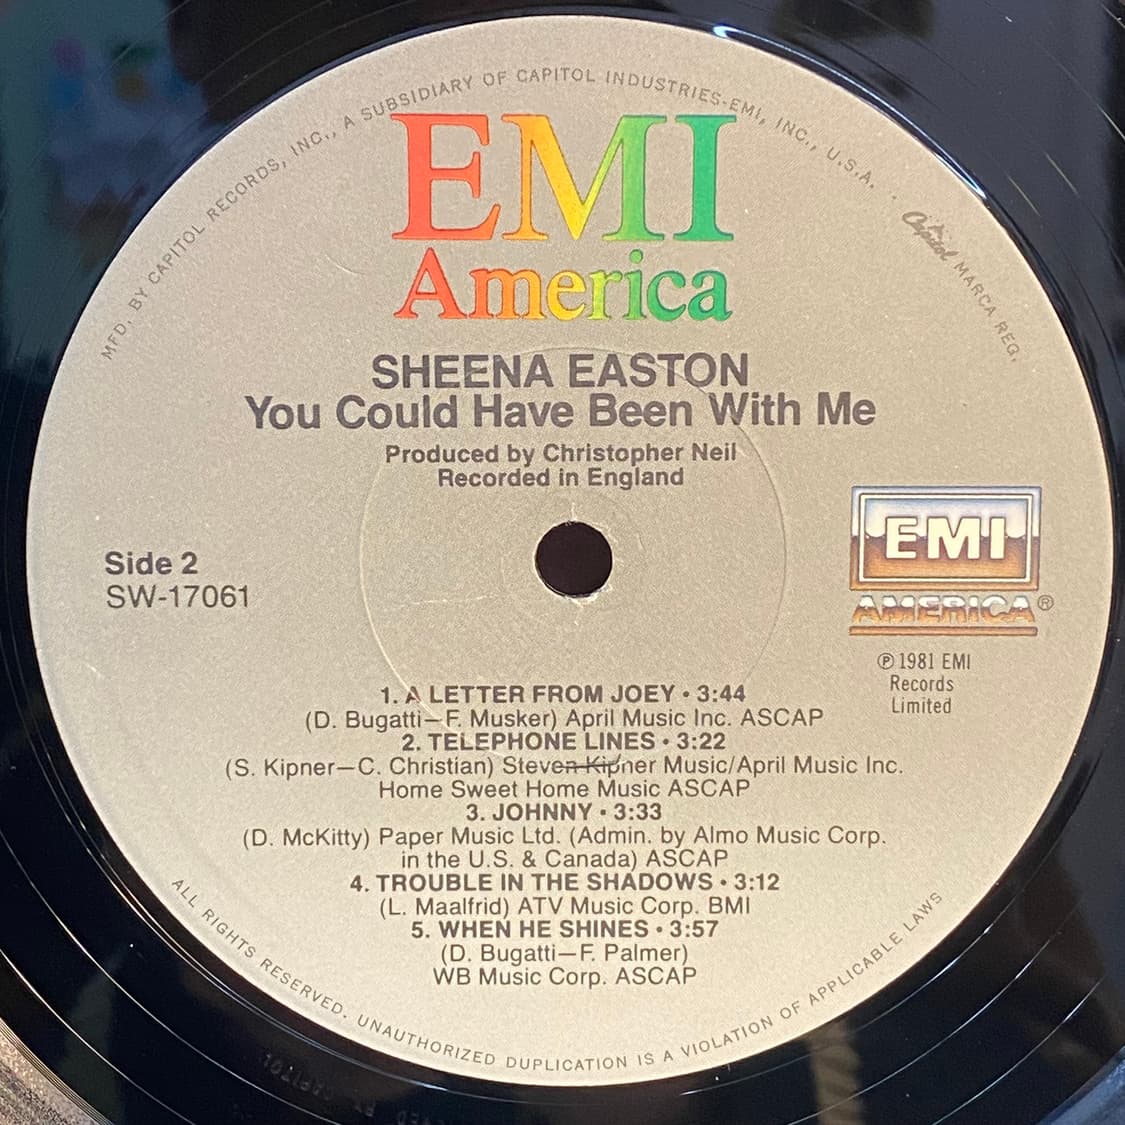 MFD. BY CAPITOL RECORDS, INC., A SUBSIDIARY OF CAPITOL INDUSTRIES-EMI, INC., U.S.A. · Capitol MARCA REG.
EMI
America
SHEENA EASTON
You Could Have Been With Me
Produced by Christopher Neil
Recorded in England
Side 2
SW-17061
EMI
AMERICA®
℗ 1981 EMI
Records
Limited
1. A LETTER FROM JOEY • 3:44
(D. Bugatti—F. Musker) April Music Inc. ASCAP
2. TELEPHONE LINES • 3:22
(S. Kipner—C. Christian) Steven Kipner Music/April Music Inc.
Home Sweet Home Music ASCAP
3. JOHNNY • 3:33
(D. McKitty) Paper Music Ltd. (Admin. by Almo Music Corp.
in the U.S. & Canada) ASCAP
4. TROUBLE IN THE SHADOWS • 3:12
(L. Maalfrid) ATV Music Corp. BMI
5. WHEN HE SHINES • 3:57
(D. Bugatti—F. Palmer)
WB Music Corp. ASCAP
ALL RIGHTS RESERVED. UNAUTHORIZED DUPLICATION IS A VIOLATION OF APPLICABLE LAWS